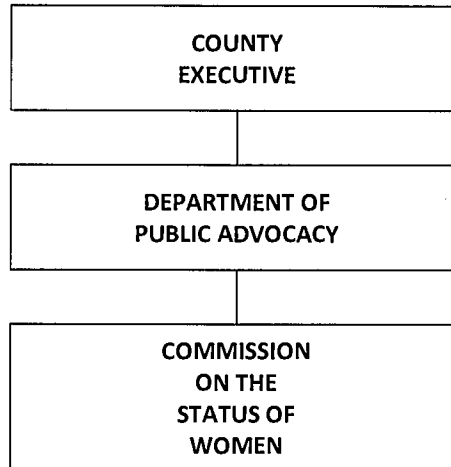 COUNTY
EXECUTIVE
DEPARTMENT OF
PUBLIC ADVOCACY
COMMISSION
ON THE
STATUS OF
WOMEN